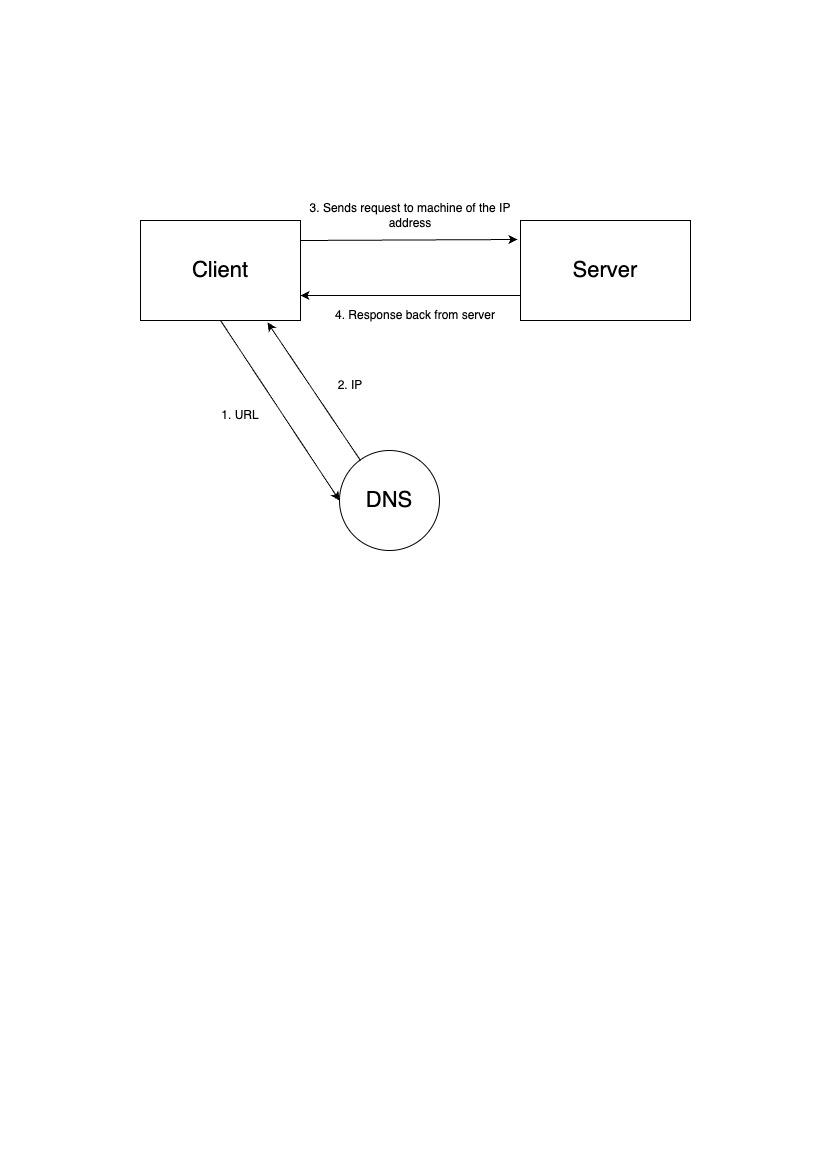 3. Sends request to machine of the IP
address
Client
Server
4. Response back from server
2. IP
1. URL
DNS